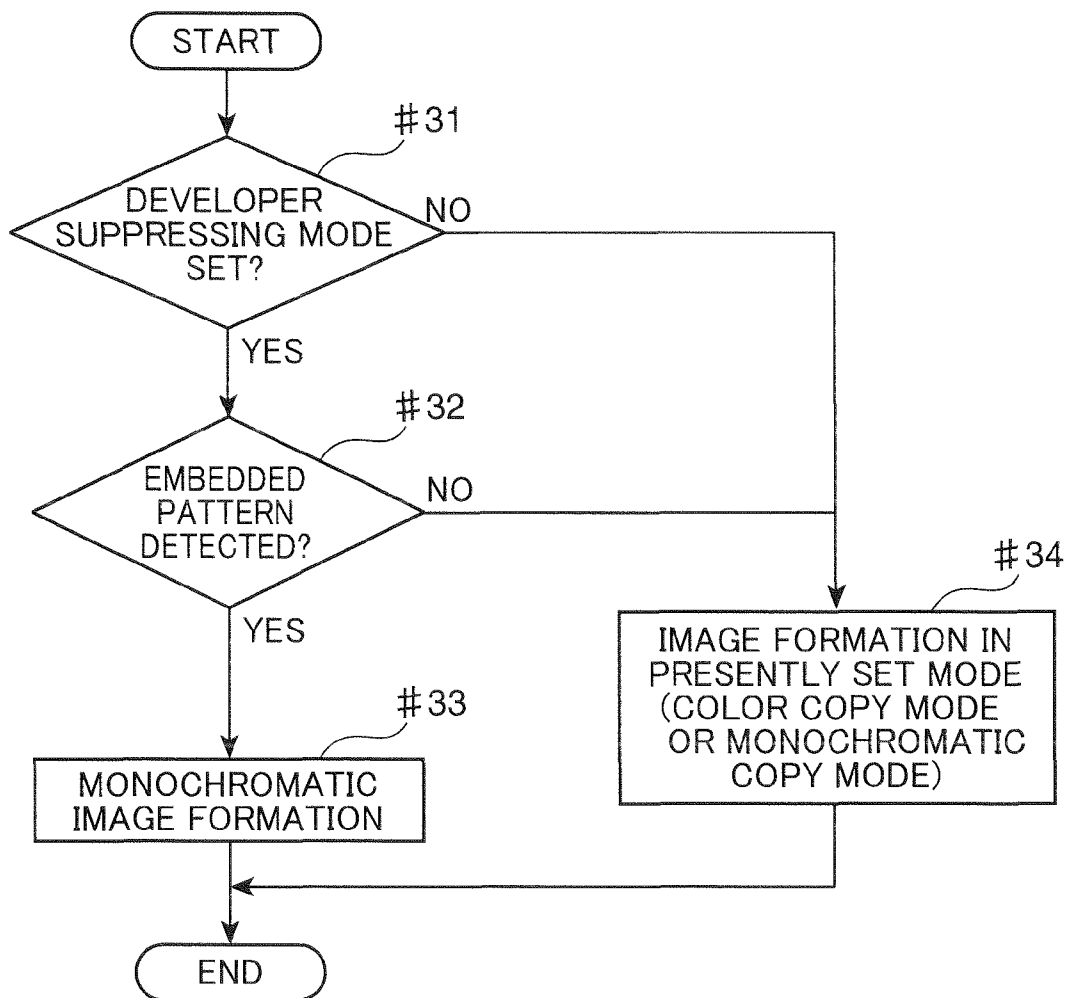 START
#31
DEVELOPER
SUPPRESSING MODE
SET?
NO
YES
#32
EMBEDDED
PATTERN
DETECTED?
NO
YES
#33
MONOCHROMATIC
IMAGE FORMATION
#34
IMAGE FORMATION IN
PRESENTLY SET MODE
(COLOR COPY MODE
OR MONOCHROMATIC
COPY MODE)
END